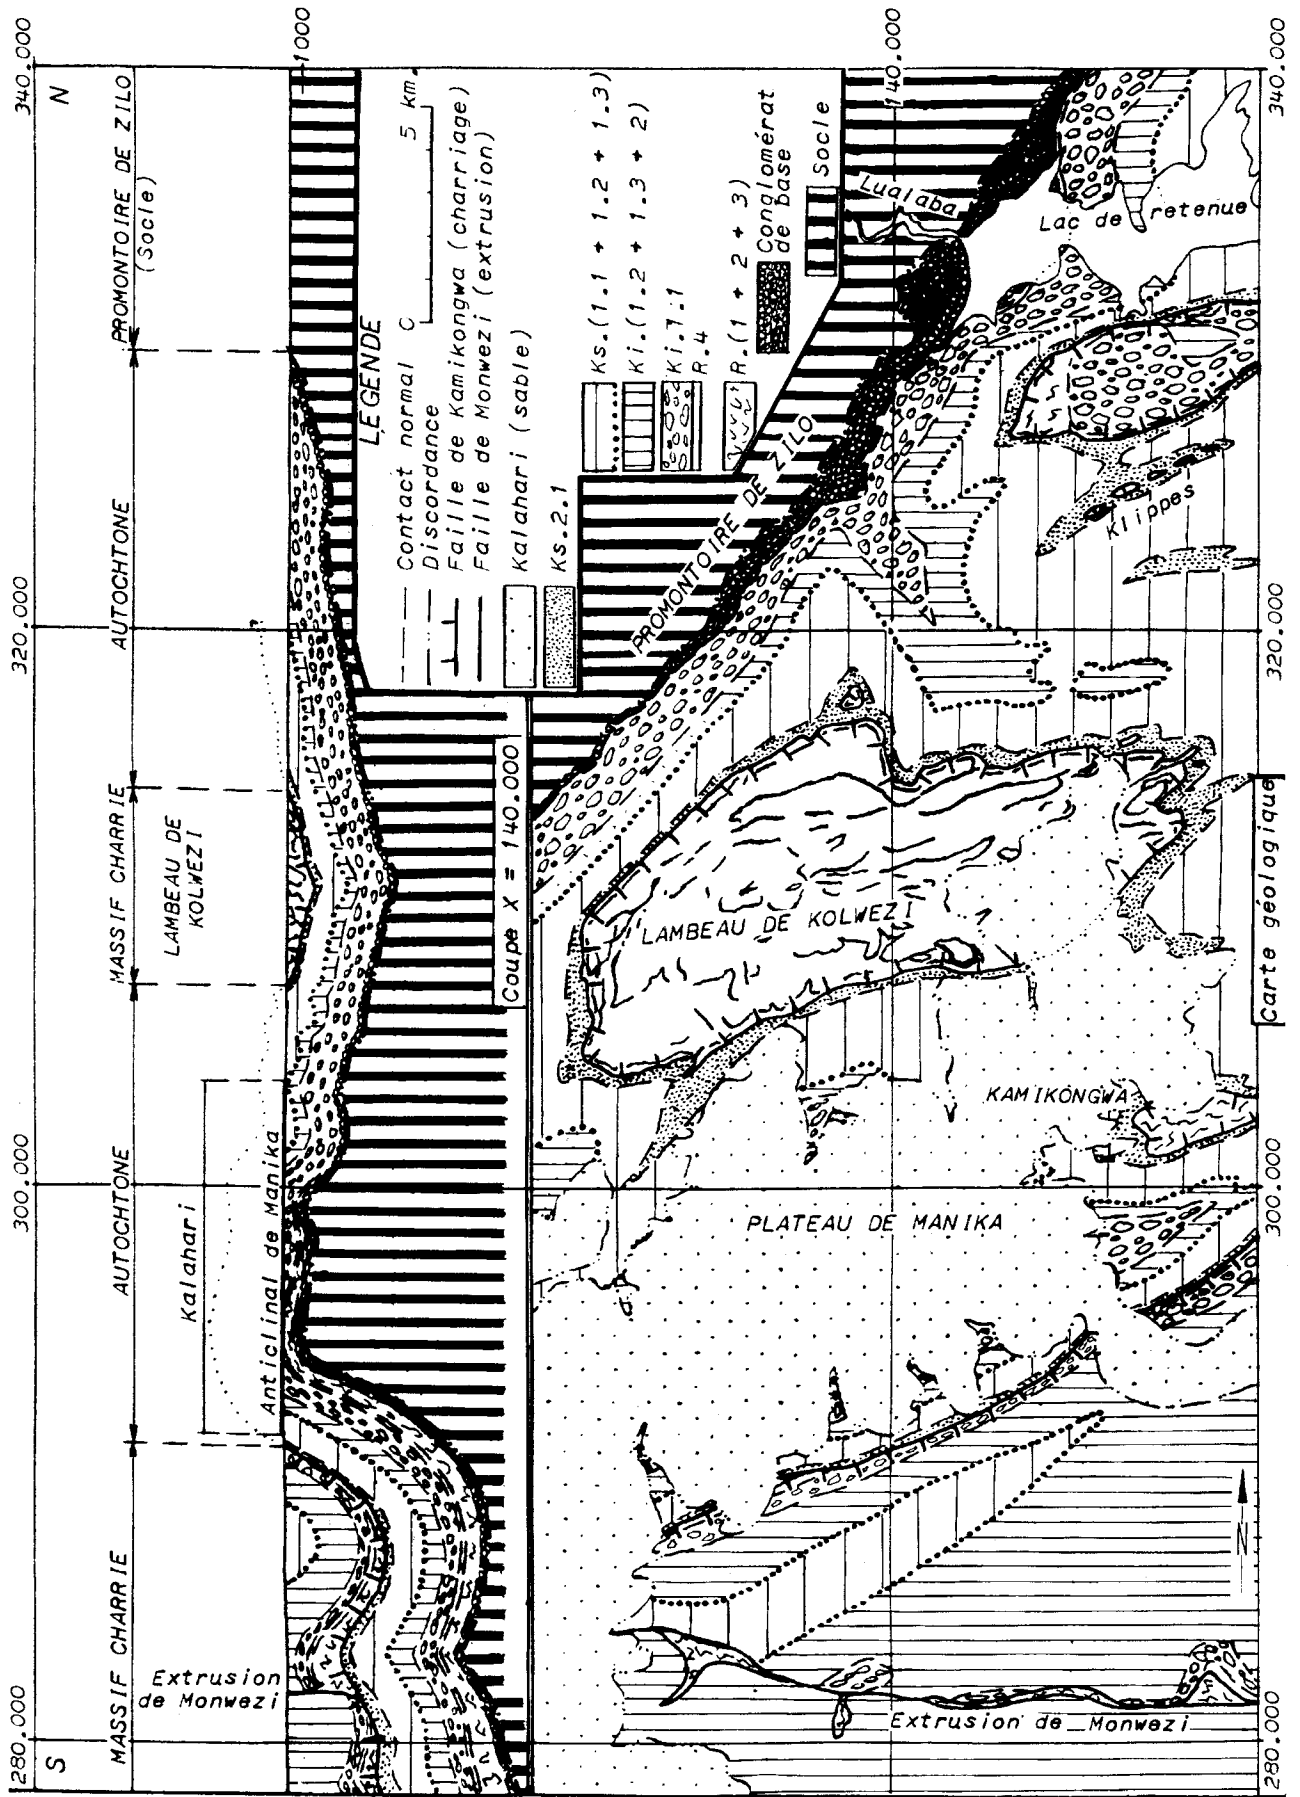 340.000
320.000
300.000
280.000
N
S
PROMONTOIRE DE ZILO
(Socle)
AUTOCHTONE
MASSIF CHARRIE
LAMBEAU DE
KOLWEZI
AUTOCHTONE
MASSIF CHARRIE
Kalahari
Anticlinal de Manika
Extrusion
de Monwezi
1000
LEGENDE
0 5 km.
Contact normal
Discordance
Faille de Kamikongwa (charriage)
Faille de Monwezi (extrusion)
Kalahari (sable)
Ks.2.1
Ks.(1.1 + 1.2 + 1.3)
Ki.(1.2 + 1.3 + 2)
Ki.1.1
R.4
R.(1 + 2 + 3)
Conglomérat
de base
Socle
Coupe X = 140.000
140.000
PROMONTOIRE DE ZILO
Lualaba
Lac de retenue
Klippes
LAMBEAU DE KOLWEZI
KAMIKONGWA
PLATEAU DE MANIKA
Extrusion de Monwezi
N
Carte géologique
340.000
320.000
300.000
280.000